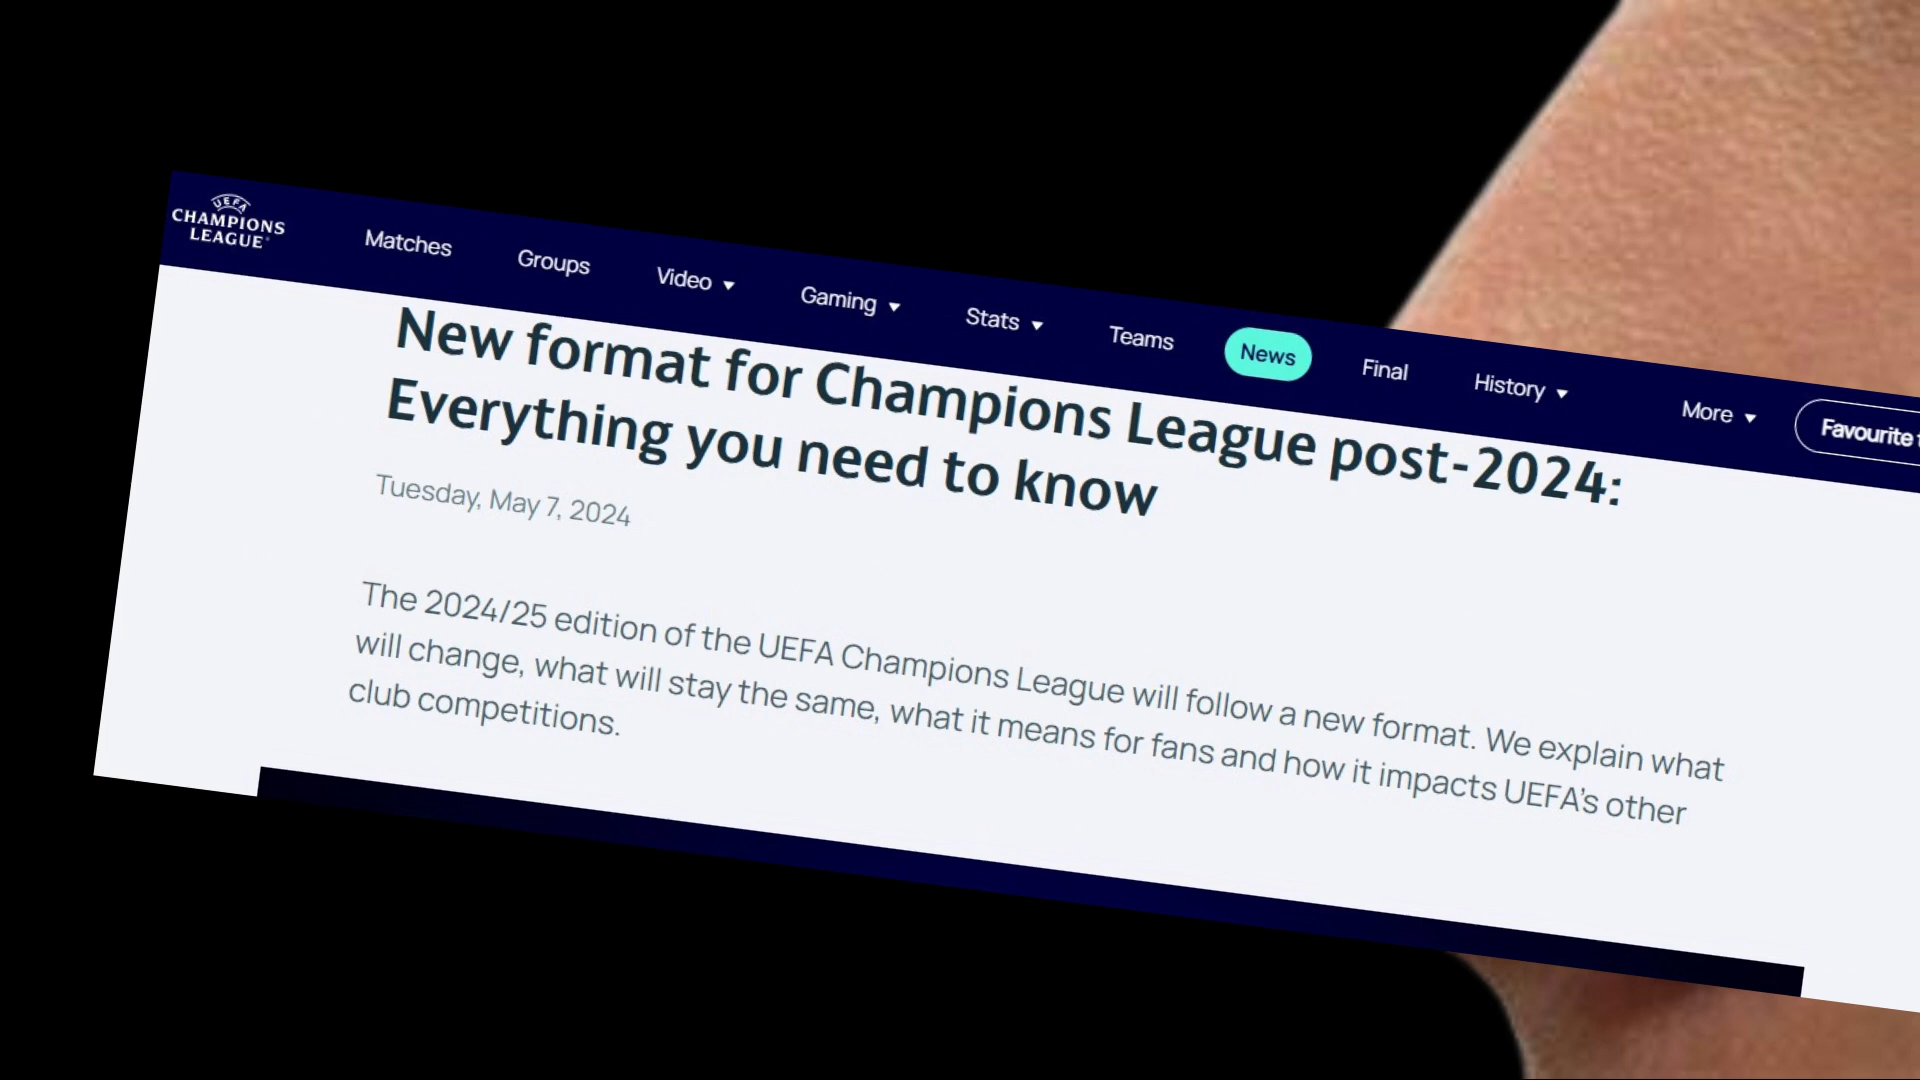 UEFA
CHAMPIONS
LEAGUE
Matches
Groups
Video
Gaming
Stats
Teams
News
Final
History
More
Favourite
New format for Champions League post-2024:
Everything you need to know
Tuesday, May 7, 2024
The 2024/25 edition of the UEFA Champions League will follow a new format. We explain what
will change, what will stay the same, what it means for fans and how it impacts UEFA's other
club competitions.